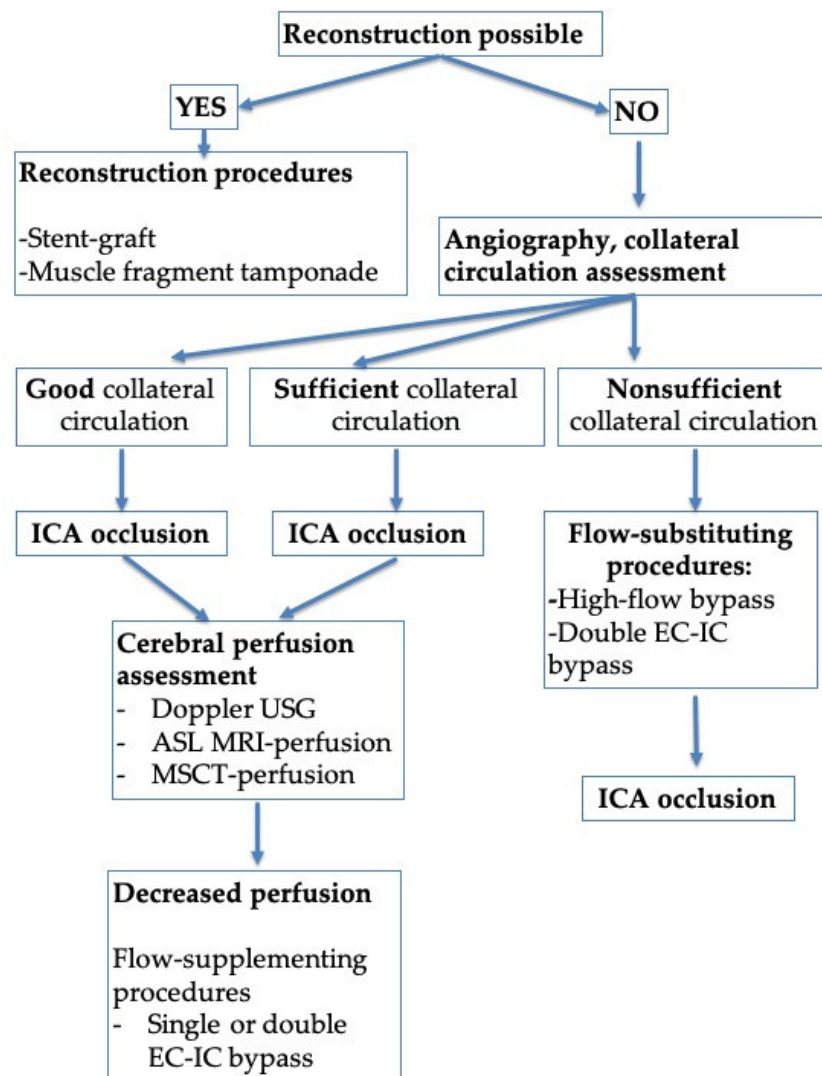 Reconstruction possible
YES
NO
Reconstruction procedures
-Stent-graft
-Muscle fragment tamponade
Angiography, collateral
circulation assessment
Good collateral
circulation
Sufficient collateral
circulation
Nonsufficient
collateral circulation
ICA occlusion
ICA occlusion
Flow-substituting
procedures:
-High-flow bypass
-Double EC-IC
bypass
Cerebral perfusion
assessment
- Doppler USG
- ASL MRI-perfusion
- MSCT-perfusion
ICA occlusion
Decreased perfusion
Flow-supplementing
procedures
- Single or double
EC-IC bypass